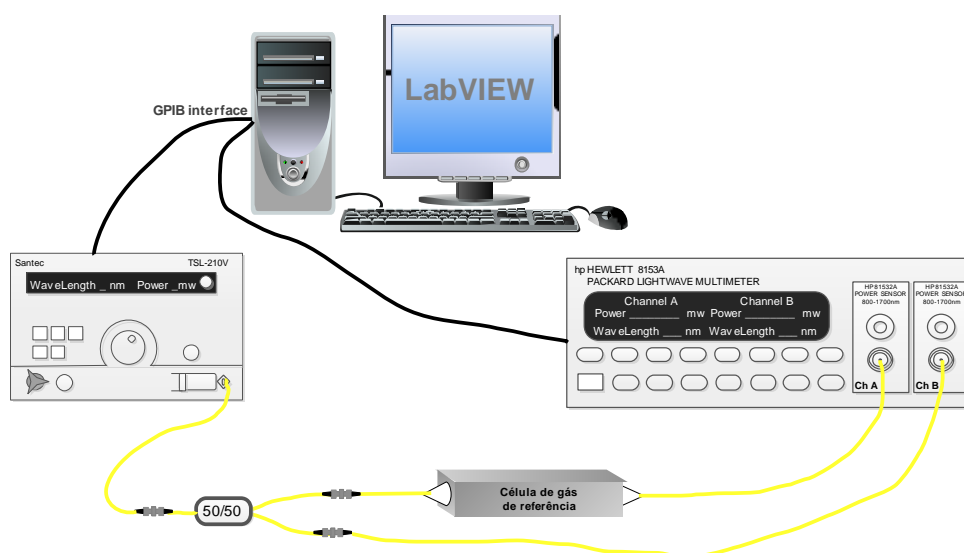 LabVIEW
GPIB interface
Santec TSL-210V
WaveLength _ nm Power _mw
hp HEWLETT 8153A
PACKARD LIGHTWAVE MULTIMETER
Channel A Channel B
Power ______ mw Power ______ mw
WaveLength ___ nm WaveLength ___ nm
HP81532A
POWER SENSOR
800-1700nm
HP81532A
POWER SENSOR
800-1700nm
Ch A
Ch B
50/50
Célula de gás
de referência